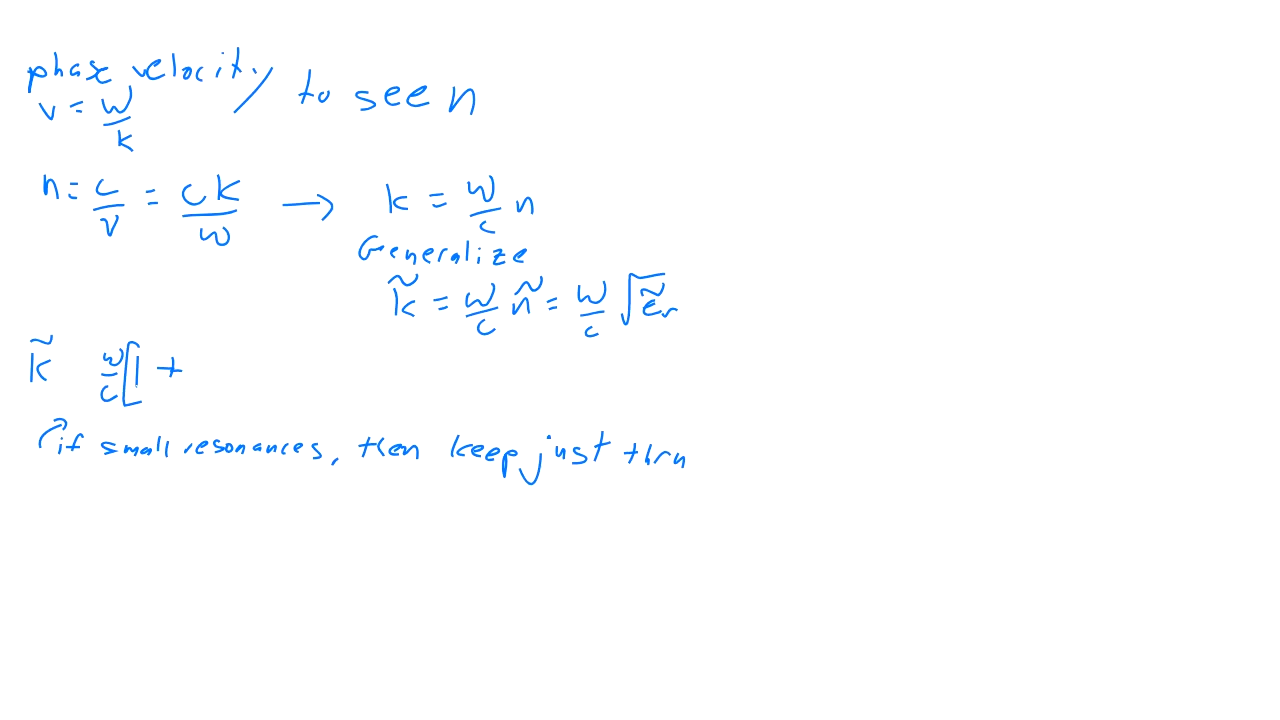 phase velocity to see n
v = w/k
n = c/v = ck/w → k = w/c n
Generalize
k̃ = w/c ñ = w/c √ε̃r
k̃ w/c [1 +
if small resonances, then keep just thru